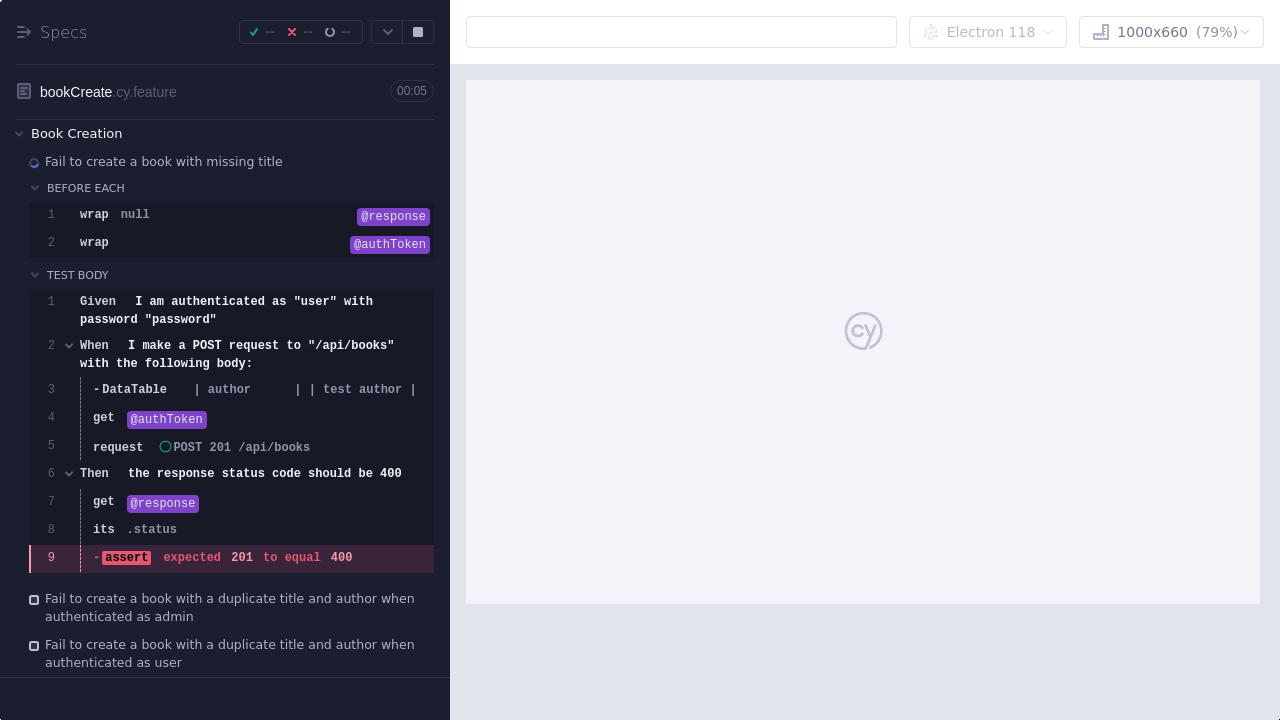 Specs
--
--
--
Electron 118
1000x660 (79%)
bookCreate.cy.feature
00:05
Book Creation
Fail to create a book with missing title
BEFORE EACH
1 wrap null @response
2 wrap @authToken
TEST BODY
1 Given I am authenticated as "user" with
password "password"
2 When I make a POST request to "/api/books"
with the following body:
3 -DataTable | author | | test author |
4 get @authToken
5 request POST 201 /api/books
6 Then the response status code should be 400
7 get @response
8 its .status
9 -assert expected 201 to equal 400
Fail to create a book with a duplicate title and author when
authenticated as admin
Fail to create a book with a duplicate title and author when
authenticated as user
cy